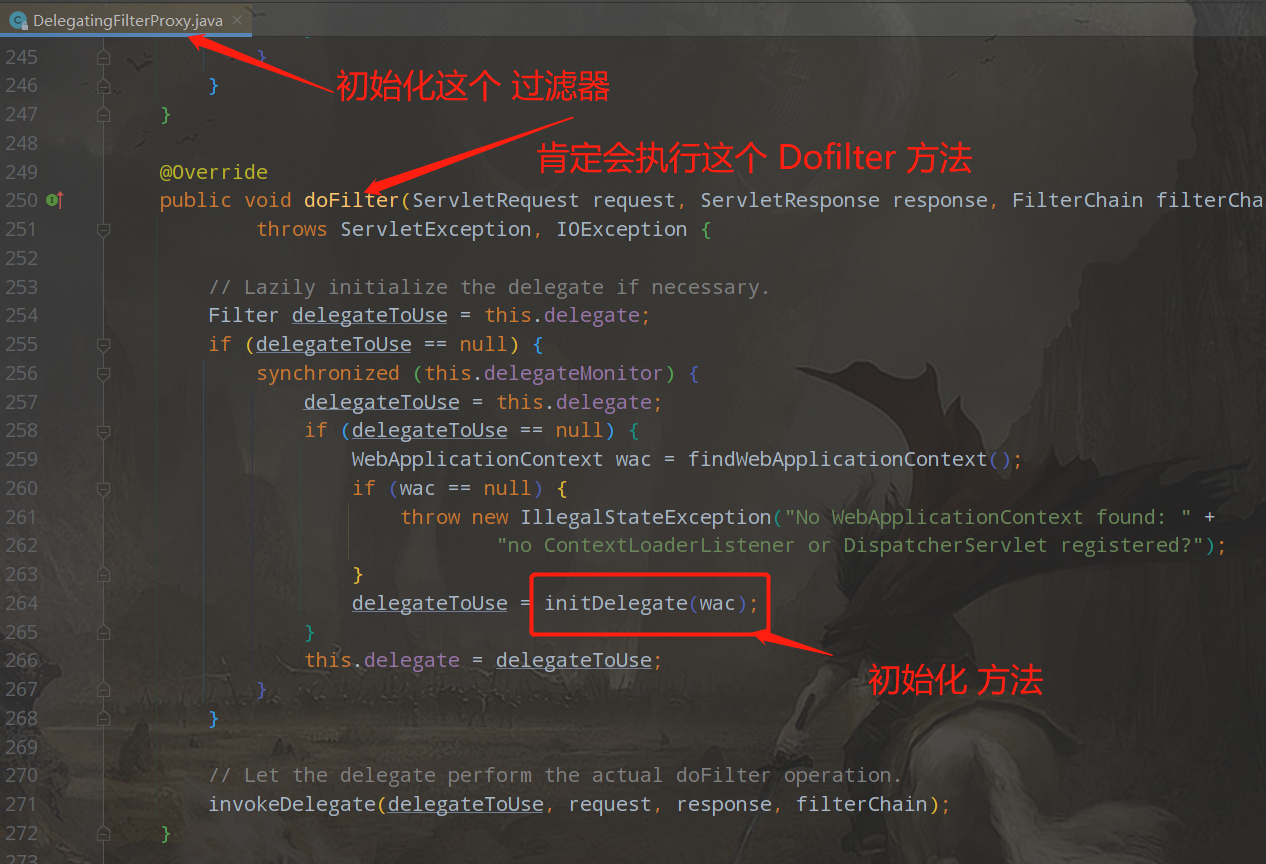 DelegatingFilterProxy.java
245 }
246 }
初始化这个 过滤器
247 }
248
肯定会执行这个 Dofilter 方法
249 @Override
250 public void doFilter(ServletRequest request, ServletResponse response, FilterChain filterCha
251 throws ServletException, IOException {
252
253 // Lazily initialize the delegate if necessary.
254 Filter delegateToUse = this.delegate;
255 if (delegateToUse == null) {
256 synchronized (this.delegateMonitor) {
257 delegateToUse = this.delegate;
258 if (delegateToUse == null) {
259 WebApplicationContext wac = findWebApplicationContext();
260 if (wac == null) {
261 throw new IllegalStateException("No WebApplicationContext found: " +
262 "no ContextLoaderListener or DispatcherServlet registered?");
263 }
264 delegateToUse = initDelegate(wac);
265 }
266 this.delegate = delegateToUse;
初始化 方法
267 }
268 }
269
270 // Let the delegate perform the actual doFilter operation.
271 invokeDelegate(delegateToUse, request, response, filterChain);
272 }
273